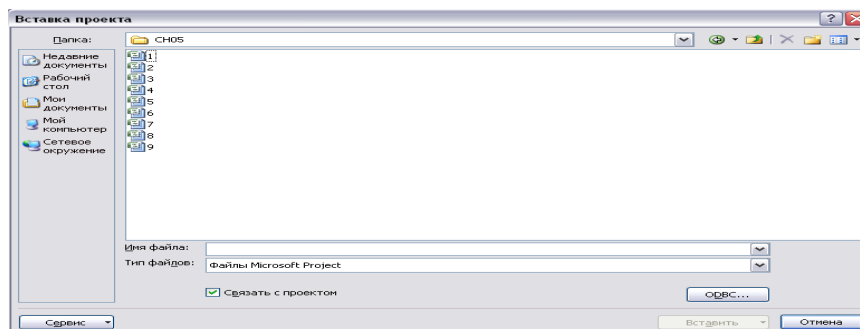 Вставка проекта
Папка: CH05
Недавние документы
Рабочий стол
Мои документы
Мой компьютер
Сетевое окружение
1
2
3
4
5
6
7
8
9
Имя файла:
Тип файлов: Файлы Microsoft Project
Связать с проектом
ODBC...
Сервис
Вставить
Отмена